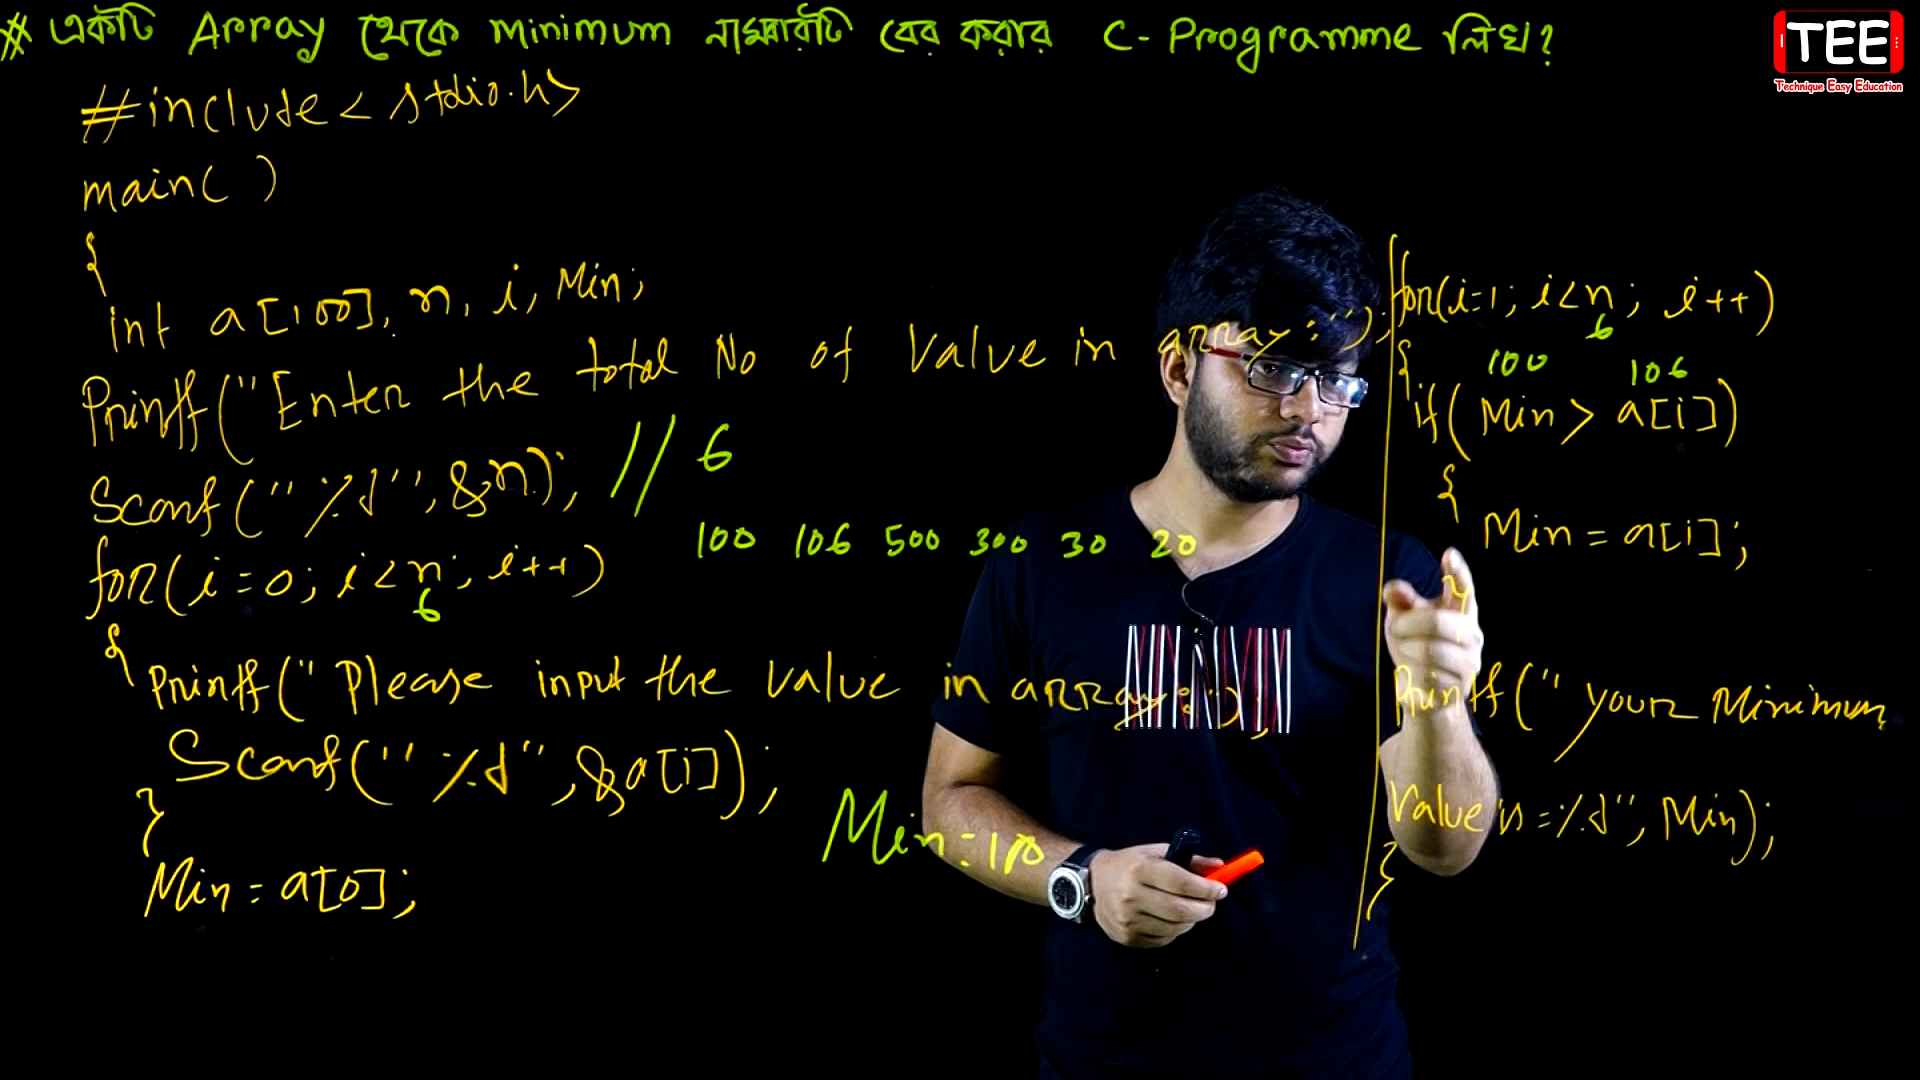 # একটি Array থেকে Minimum নাম্বারটি বের করার C-Programme লিখ?
TEE
Technique Easy Education
#include<stdio.h>
main( )
{
int a[100], n, i, Min;
Printf("Enter the total No of Value in array:");
Scanf("%d",&n); // 6
100 106 500 300 30 20
for(i=0; i<n; i++)
6
{
Printf("Please input the value in array:");
Scanf("%d",&a[i]);
}
Min=100
Min=a[0];
for(i=1; i<n; i++)
6
{
100 106
if(Min> a[i])
{
Min=a[i];
}
Printf("your Minimum
Value is=%d", Min);
}